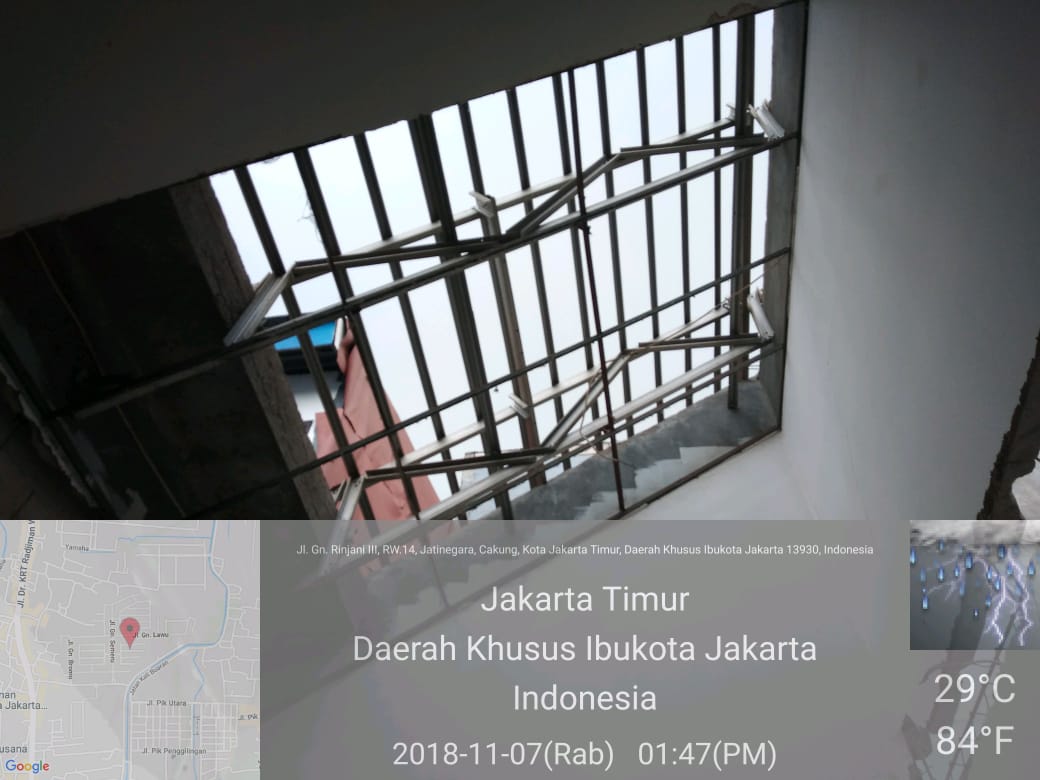 Jl. Gn. Rinjani III, RW.14, Jatinegara, Cakung, Kota Jakarta Timur, Daerah Khusus Ibukota Jakarta 13930, Indonesia
Jakarta Timur
Daerah Khusus Ibukota Jakarta
Indonesia
2018-11-07(Rab) 01:47(PM)
29°C
84°F
Yamaha
Jl. Dr. KRT Radjiman
Jl. Gn. Lawu
Jl. Gn. Semeru
Jl. Gn. Bromo
Jalan Kali Buaran
Jl. Pik Utara
Jl. Pik
Jl. Pik Penggilingan
a Jakarta...
usana
Google